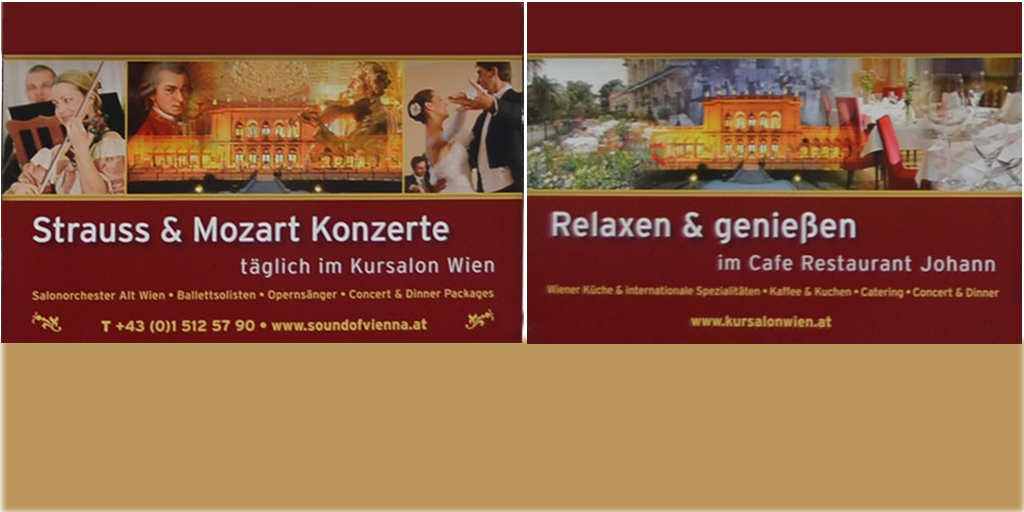 Strauss & Mozart Konzerte
täglich im Kursalon Wien
Salonorchester Alt Wien • Ballettsolisten • Opernsänger • Concert & Dinner Packages
T +43 (0)1 512 57 90 • www.soundofvienna.at
Relaxen & genießen
im Cafe Restaurant Johann
Wiener Küche & internationale Spezialitäten • Kaffee & Kuchen • Catering • Concert & Dinner
www.kursalonwien.at